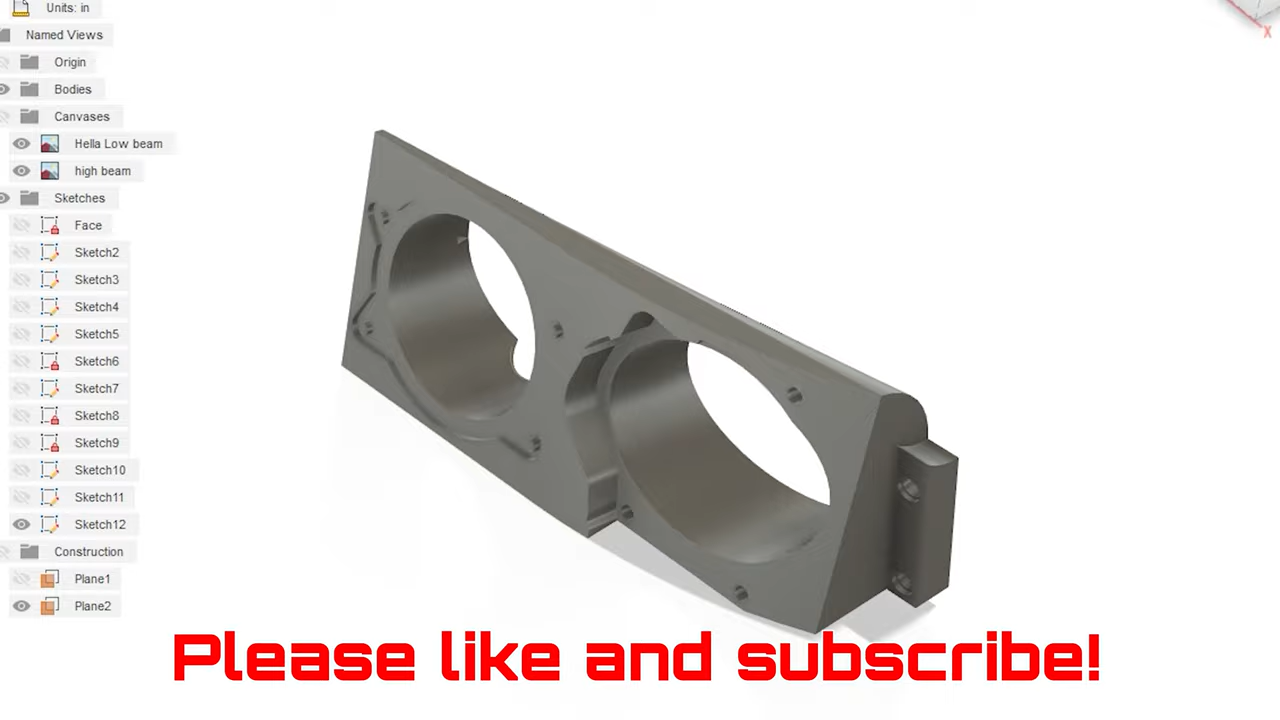 Units: in
Named Views
Origin
Bodies
Canvases
Hella Low beam
high beam
Sketches
Face
Sketch2
Sketch3
Sketch4
Sketch5
Sketch6
Sketch7
Sketch8
Sketch9
Sketch10
Sketch11
Sketch12
Construction
Plane1
Plane2
X
Please like and subscribe!